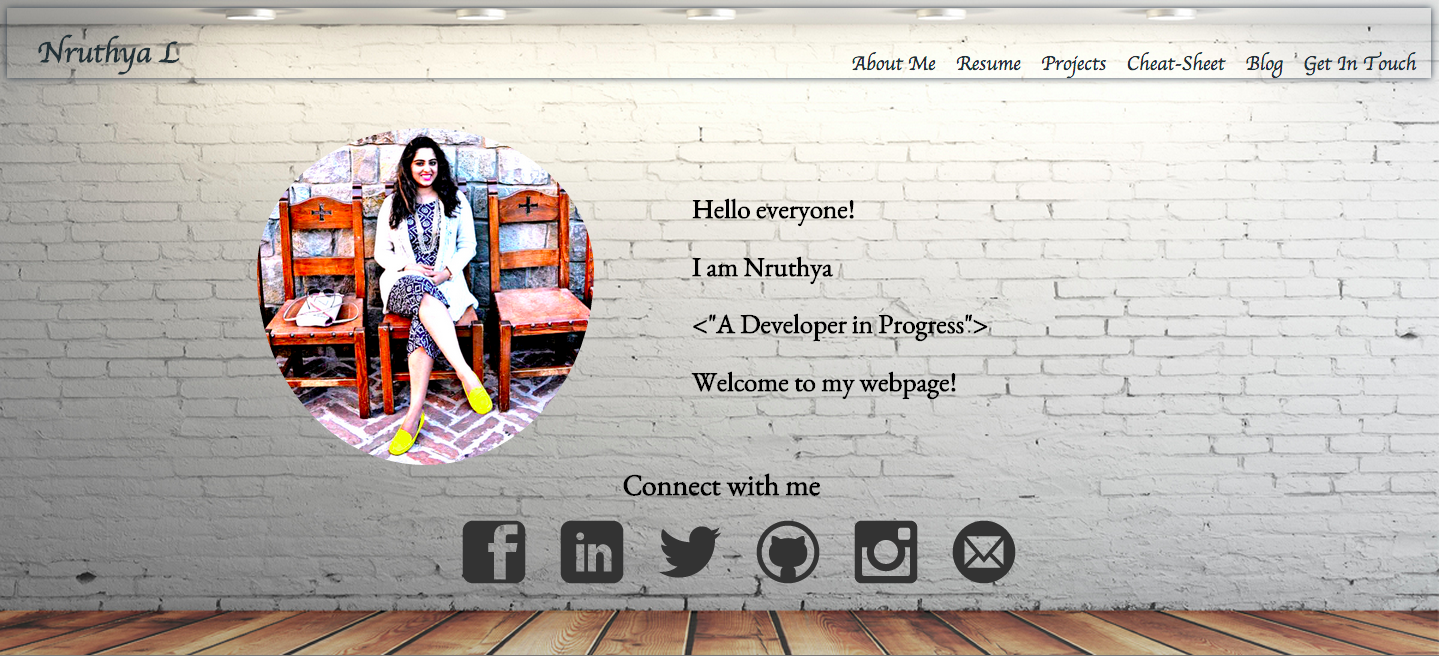 Nruthya L
About Me Resume Projects Cheat-Sheet Blog Get In Touch
Hello everyone!
I am Nruthya
<"A Developer in Progress">
Welcome to my webpage!
Connect with me
f in